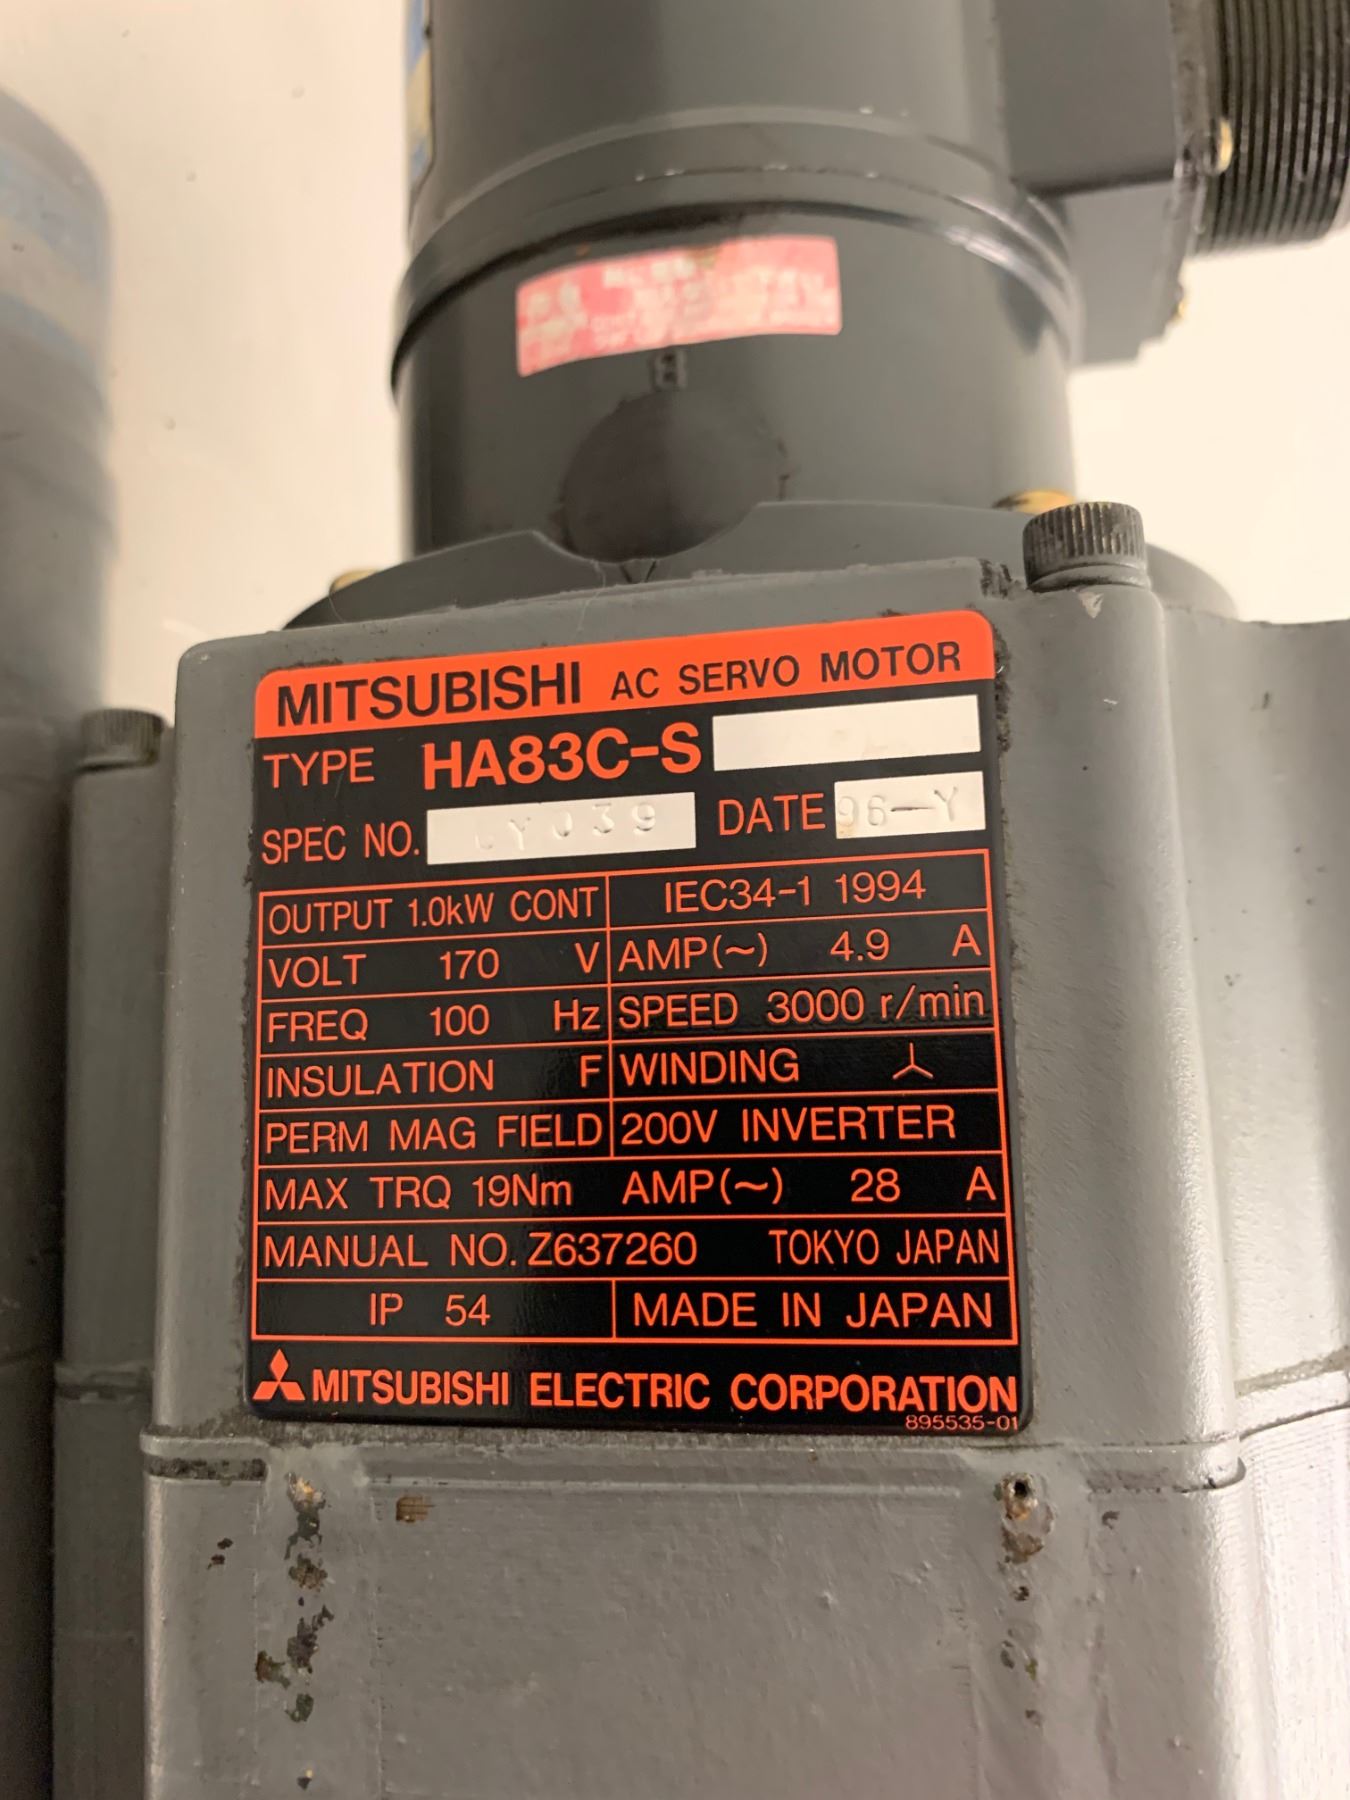 MITSUBISHI AC SERVO MOTOR
TYPE HA83C-S
SPEC NO. Y039 DATE 96-Y
OUTPUT 1.0kW CONT IEC34-1 1994
VOLT 170 V AMP(~) 4.9 A
FREQ 100 Hz SPEED 3000 r/min
INSULATION F WINDING
PERM MAG FIELD 200V INVERTER
MAX TRQ 19Nm AMP(~) 28 A
MANUAL NO. Z637260 TOKYO JAPAN
IP 54 MADE IN JAPAN
MITSUBISHI ELECTRIC CORPORATION
895535-01